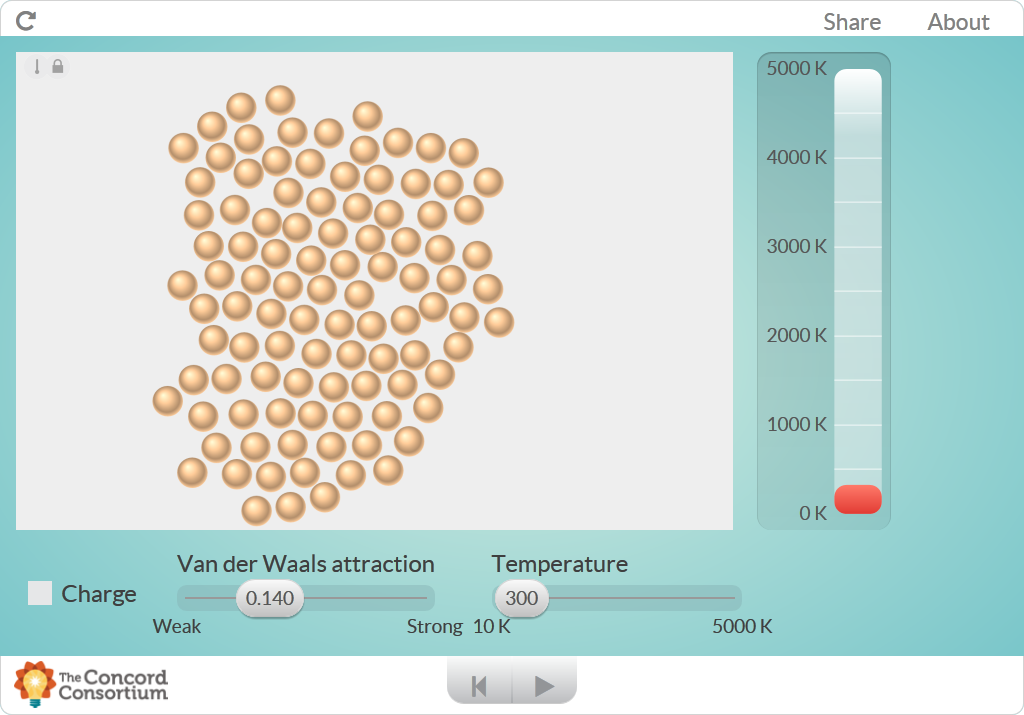 Share About
5000 K
4000 K
3000 K
2000 K
1000 K
0 K
Van der Waals attraction Temperature
Charge 0.140 300
Weak Strong 10 K 5000 K
The Concord
Consortium